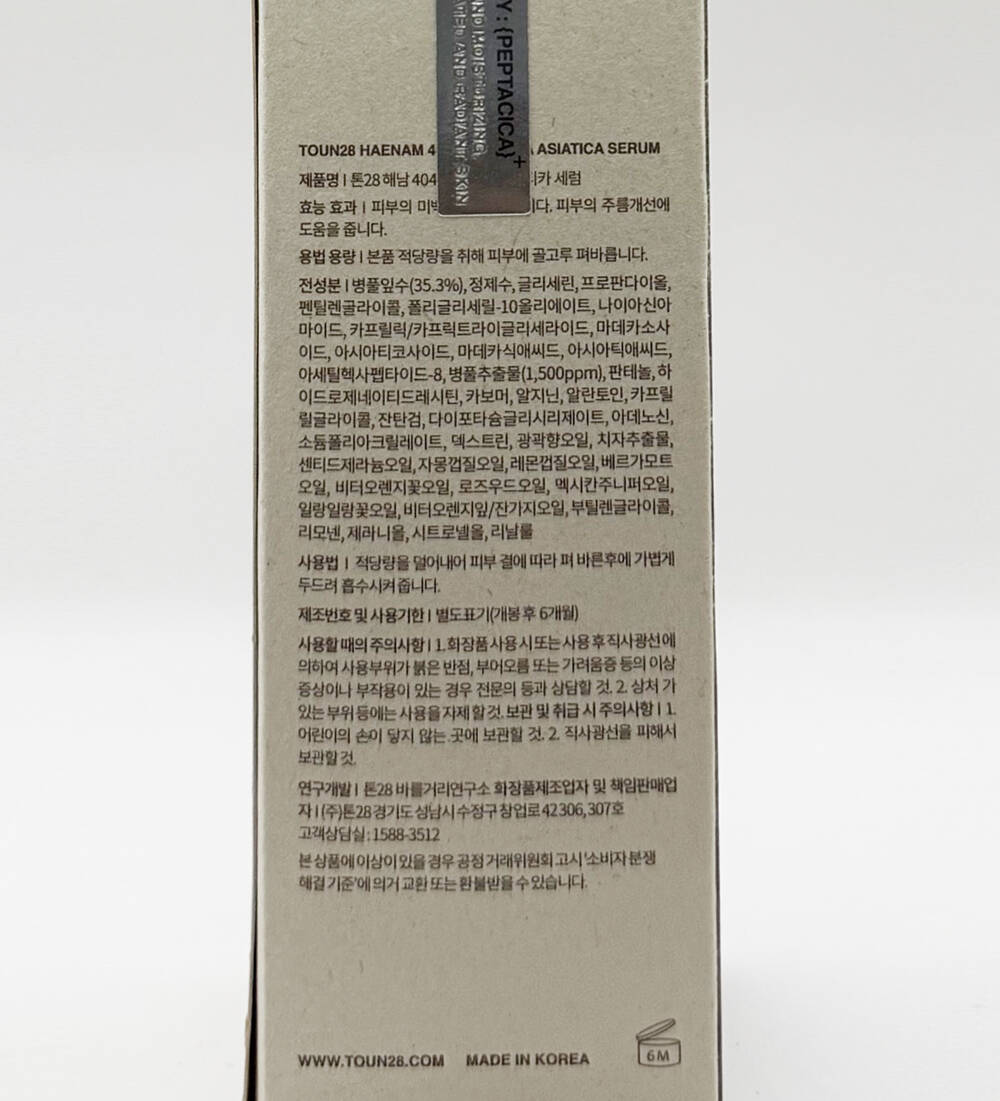 Y : {PEPTACICA}+
AND MOISTURIZING,
AND RADIANT SKIN
TOUN28 HAENAM 4 ASIATICA SERUM
제품명 | 톤28 해남 404 카 세럼
효능 효과 | 피부의 미백 다. 피부의 주름개선에
도움을 줍니다.
용법 용량 | 본품 적당량을 취해 피부에 골고루 펴바릅니다.
전성분 | 병풀잎수(35.3%), 정제수, 글리세린, 프로판다이올,
펜틸렌글라이콜, 폴리글리세릴-10올리에이트, 나이아신아
마이드, 카프릴릭/카프릭트라이글리세라이드, 마데카소사
이드, 아시아티코사이드, 마데카식애씨드, 아시아틱애씨드,
아세틸헥사펩타이드-8, 병풀추출물(1,500ppm), 판테놀, 하
이드로제네이티드레시틴, 카보머, 알지닌, 알란토인, 카프릴
릴글라이콜, 잔탄검, 다이포타슘글리시리제이트, 아데노신,
소듐폴리아크릴레이트, 덱스트린, 광곽향오일, 치자추출물,
센티드제라늄오일, 자몽껍질오일, 레몬껍질오일, 베르가모트
오일, 비터오렌지꽃오일, 로즈우드오일, 멕시칸주니퍼오일,
일랑일랑꽃오일, 비터오렌지잎/잔가지오일, 부틸렌글라이콜,
리모넨, 제라니올, 시트로넬올, 리날룰
사용법 | 적당량을 덜어내어 피부 결에 따라 펴 바른후에 가볍게
두드려 흡수시켜 줍니다.
제조번호 및 사용기한 | 별도표기(개봉 후 6개월)
사용할 때의 주의사항 | 1. 화장품 사용 시 또는 사용 후 직사광선에
의하여 사용부위가 붉은 반점, 부어오름 또는 가려움증 등의 이상
증상이나 부작용이 있는 경우 전문의 등과 상담할 것. 2. 상처 가
있는 부위 등에는 사용을 자제 할 것. 보관 및 취급 시 주의사항 | 1.
어린이의 손이 닿지 않는 곳에 보관할 것. 2. 직사광선을 피해서
보관할 것.
연구개발 | 톤28 바를거리연구소 화장품제조업자 및 책임판매업
자 | (주)톤28 경기도 성남시 수정구 창업로 42 306, 307호
고객상담실 : 1588-3512
본 상품에 이상이 있을 경우 공정 거래위원회 고시 '소비자 분쟁
해결 기준'에 의거 교환 또는 환불받을 수 있습니다.
WWW.TOUN28.COM MADE IN KOREA
6M